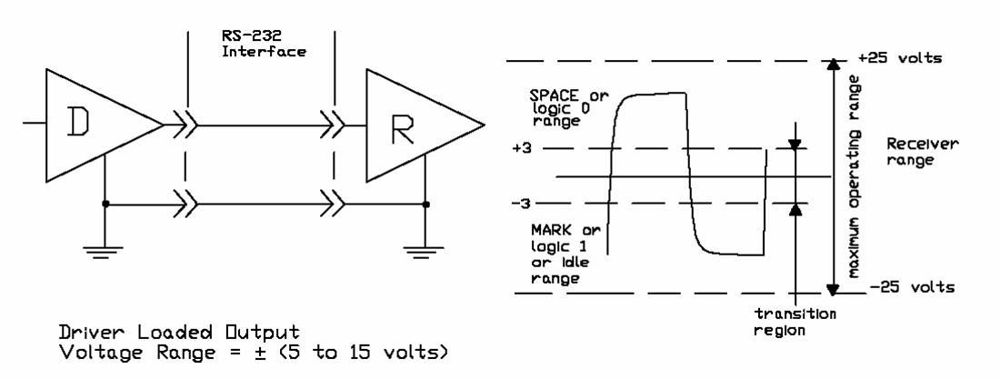 RS-232
Interface
D
R
Driver Loaded Output
Voltage Range = ± (5 to 15 volts)
+25 volts
SPACE or
logic 0
range
+3
-3
MARK or
logic 1
or Idle
range
maximum operating range
Receiver
range
-25 volts
transition
region